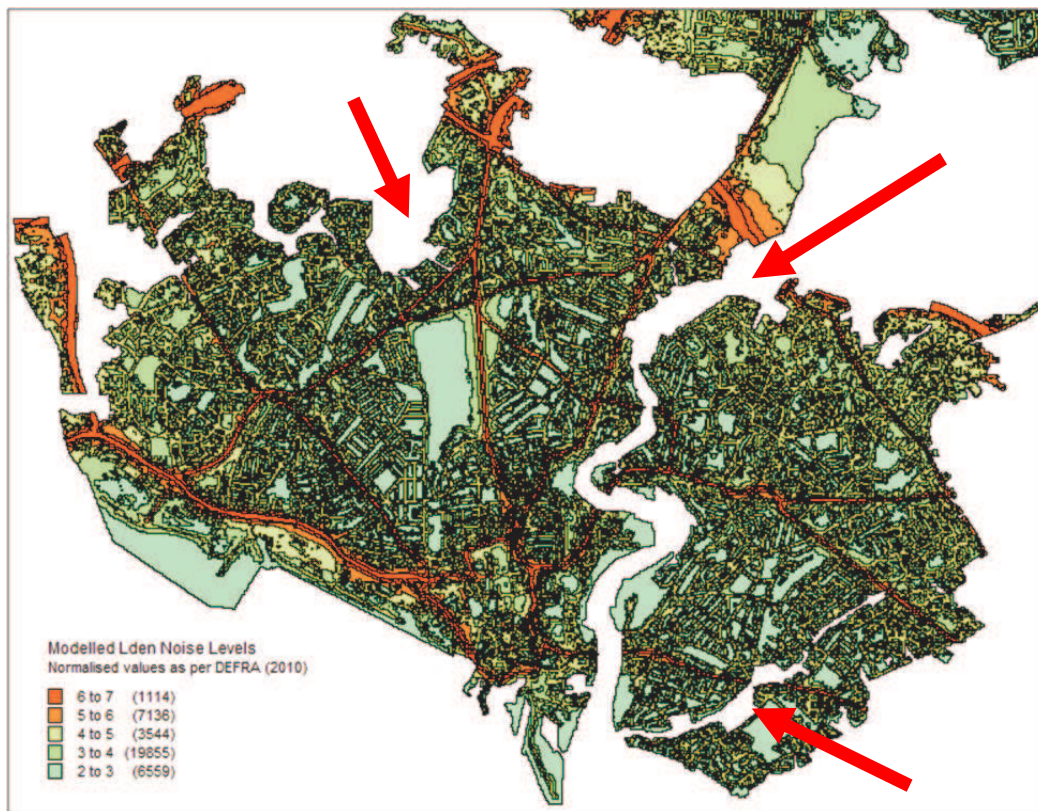 Modelled Lden Noise Levels
Normalised values as per DEFRA (2010)
6 to 7 (1114)
5 to 6 (7136)
4 to 5 (3544)
3 to 4 (19855)
2 to 3 (6559)